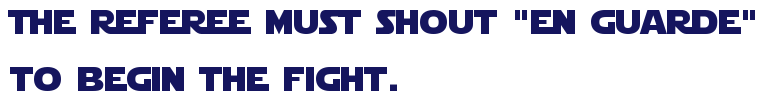 THE REFEREE MUST SHOUT "EN GUARDE"
TO BEGIN THE FIGHT.